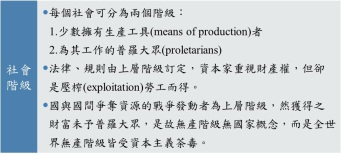 社會
階級
•每個社會可分為兩個階級：
1.少數擁有生產工具(means of production)者
2.為其工作的普羅大眾(proletarians)
•法律、規則由上層階級訂定，資本家重視財產權，但卻
是壓榨(exploitation)勞工而得。
•國與國間爭奪資源的戰爭發動者為上層階級，然獲得之
財富未予普羅大眾，是故無產階級無國家概念，而是全世
界無產階級皆受資本主義荼毒。